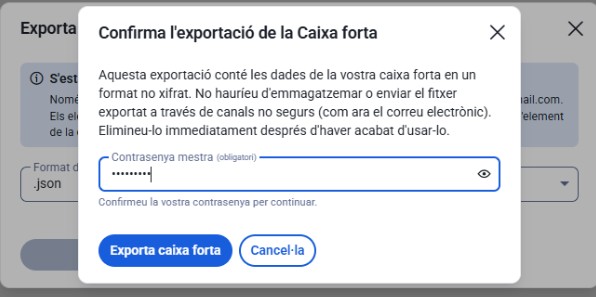 Exporta
Confirma l'exportació de la Caixa forta
S'est
Només
Els ele
de la o
ail.com.
'element
Aquesta exportació conté les dades de la vostra caixa forta en un
format no xifrat. No hauríeu d'emmagatzemar o enviar el fitxer
exportat a través de canals no segurs (com ara el correu electrònic).
Elimineu-lo immediatament després d'haver acabat d'usar-lo.
Format d
.json
Contrasenya mestra (obligatori)
•••••••••
Confirmeu la vostra contrasenya per continuar.
Exporta caixa forta
Cancel·la